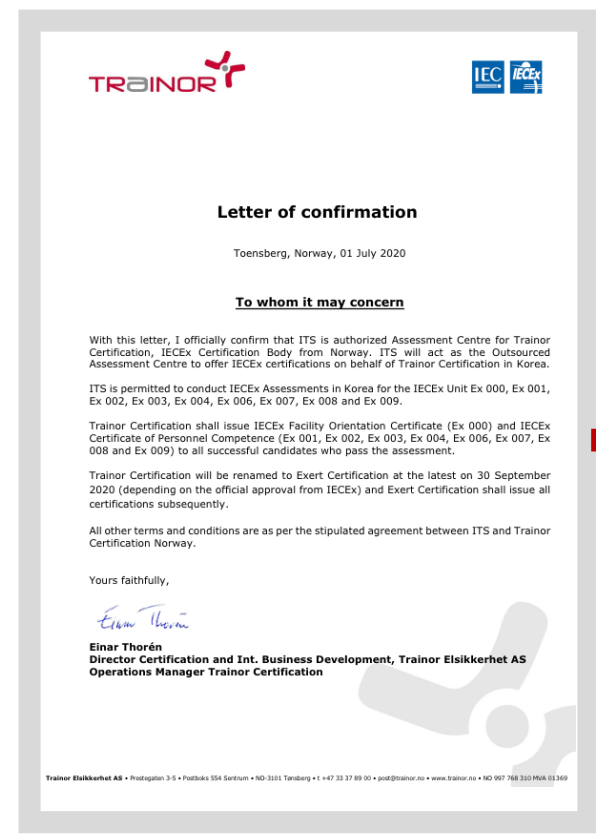 TRAINOR
IEC IECEx
Letter of confirmation
Toensberg, Norway, 01 July 2020
To whom it may concern
With this letter, I officially confirm that ITS is authorized Assessment Centre for Trainor
Certification, IECEx Certification Body from Norway. ITS will act as the Outsourced
Assessment Centre to offer IECEx certifications on behalf of Trainor Certification in Korea.
ITS is permitted to conduct IECEx Assessments in Korea for the IECEx Unit Ex 000, Ex 001,
Ex 002, Ex 003, Ex 004, Ex 006, Ex 007, Ex 008 and Ex 009.
Trainor Certification shall issue IECEx Facility Orientation Certificate (Ex 000) and IECEx
Certificate of Personnel Competence (Ex 001, Ex 002, Ex 003, Ex 004, Ex 006, Ex 007, Ex
008 and Ex 009) to all successful candidates who pass the assessment.
Trainor Certification will be renamed to Exert Certification at the latest on 30 September
2020 (depending on the official approval from IECEx) and Exert Certification shall issue all
certifications subsequently.
All other terms and conditions are as per the stipulated agreement between ITS and Trainor
Certification Norway.
Yours faithfully,
Einar Thorén
Einar Thorén
Director Certification and Int. Business Development, Trainor Elsikkerhet AS
Operations Manager Trainor Certification
Trainor Elsikkerhet AS • Prestegaten 3-5 • Postboks 554 Sentrum • NO-3101 Tønsberg • t +47 33 37 89 00 • post@trainor.no • www.trainor.no • NO 997 768 310 MVA 01369